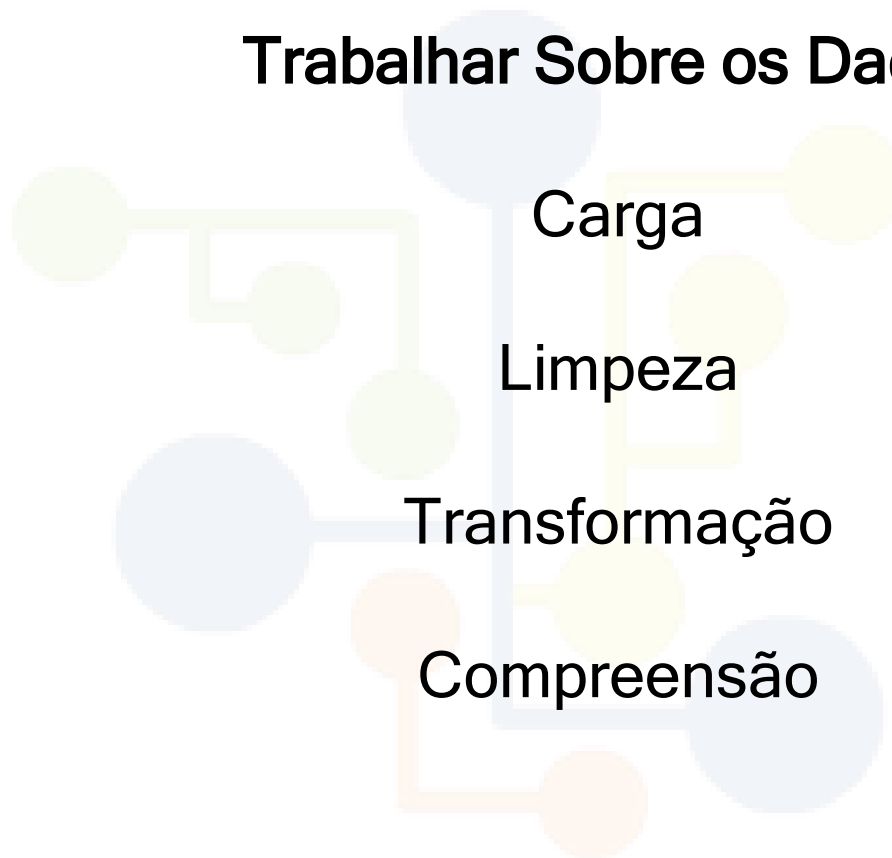 Trabalhar Sobre os
Carga
Limpeza
Transformação
Compreensão